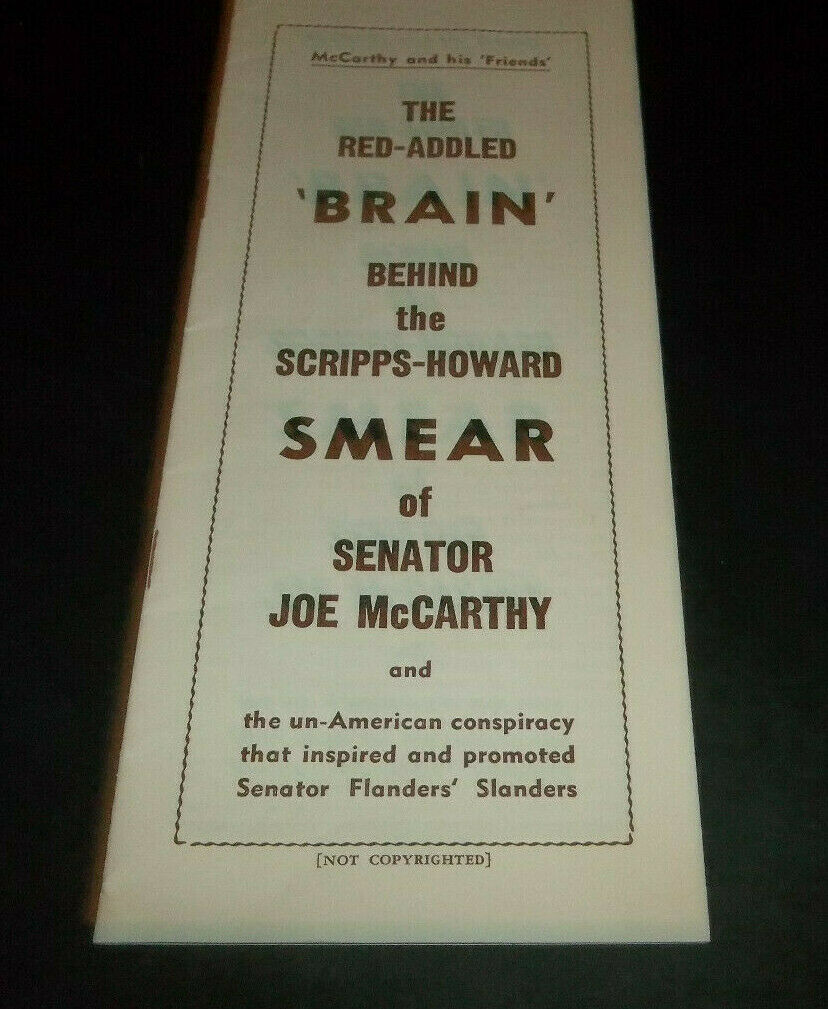 McCarthy and his 'Friends'
THE
RED-ADDLED
'BRAIN'
BEHIND
the
SCRIPPS-HOWARD
SMEAR
of
SENATOR
JOE McCARTHY
and
the un-American conspiracy
that inspired and promoted
Senator Flanders' Slanders
[NOT COPYRIGHTED]